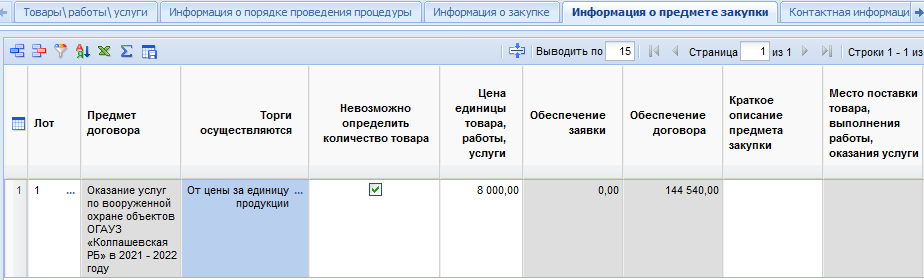 Товары\ работы\ услуги
Информация о порядке проведения процедуры
Информация о закупке
Информация о предмете закупки
Контактная информаци
Выводить по 15
Страница 1 из 1
Строки 1 - 1 из
Лот
Предмет
договора
Торги
осуществляются
Невозможно
определить
количество товара
Цена
единицы
товара,
работы,
услуги
Обеспечение
заявки
Обеспечение
договора
Краткое
описание
предмета
закупки
Место поставки
товара,
выполнения
работы,
оказания услуги
1
1 ...
Оказание услуг
по вооруженной
охране объектов
ОГАУЗ
«Колпашевская
РБ» в 2021 - 2022
году
От цены за единицу ...
продукции
8 000,00
0,00
144 540,00